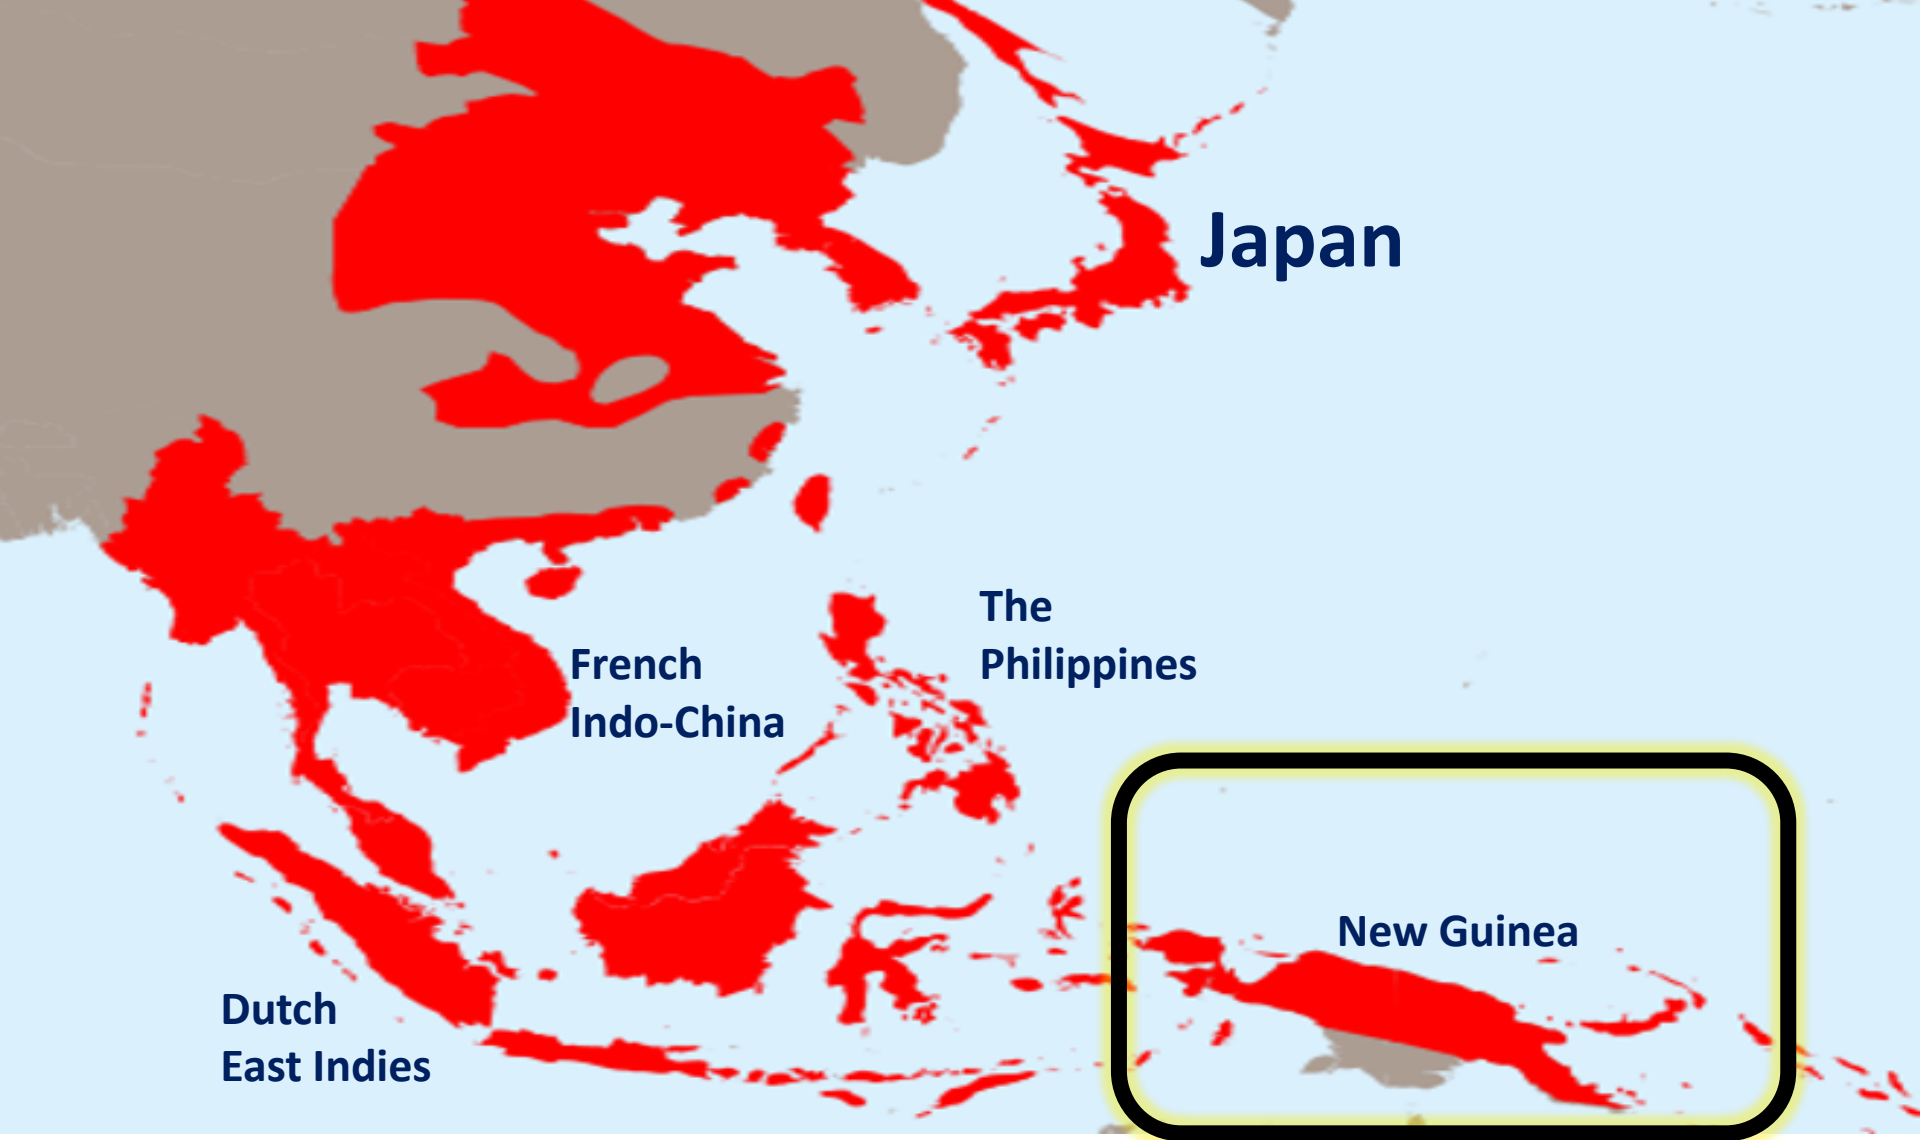 Japan
The
Philippines
French
Indo-China
New Guinea
Dutch
East Indies